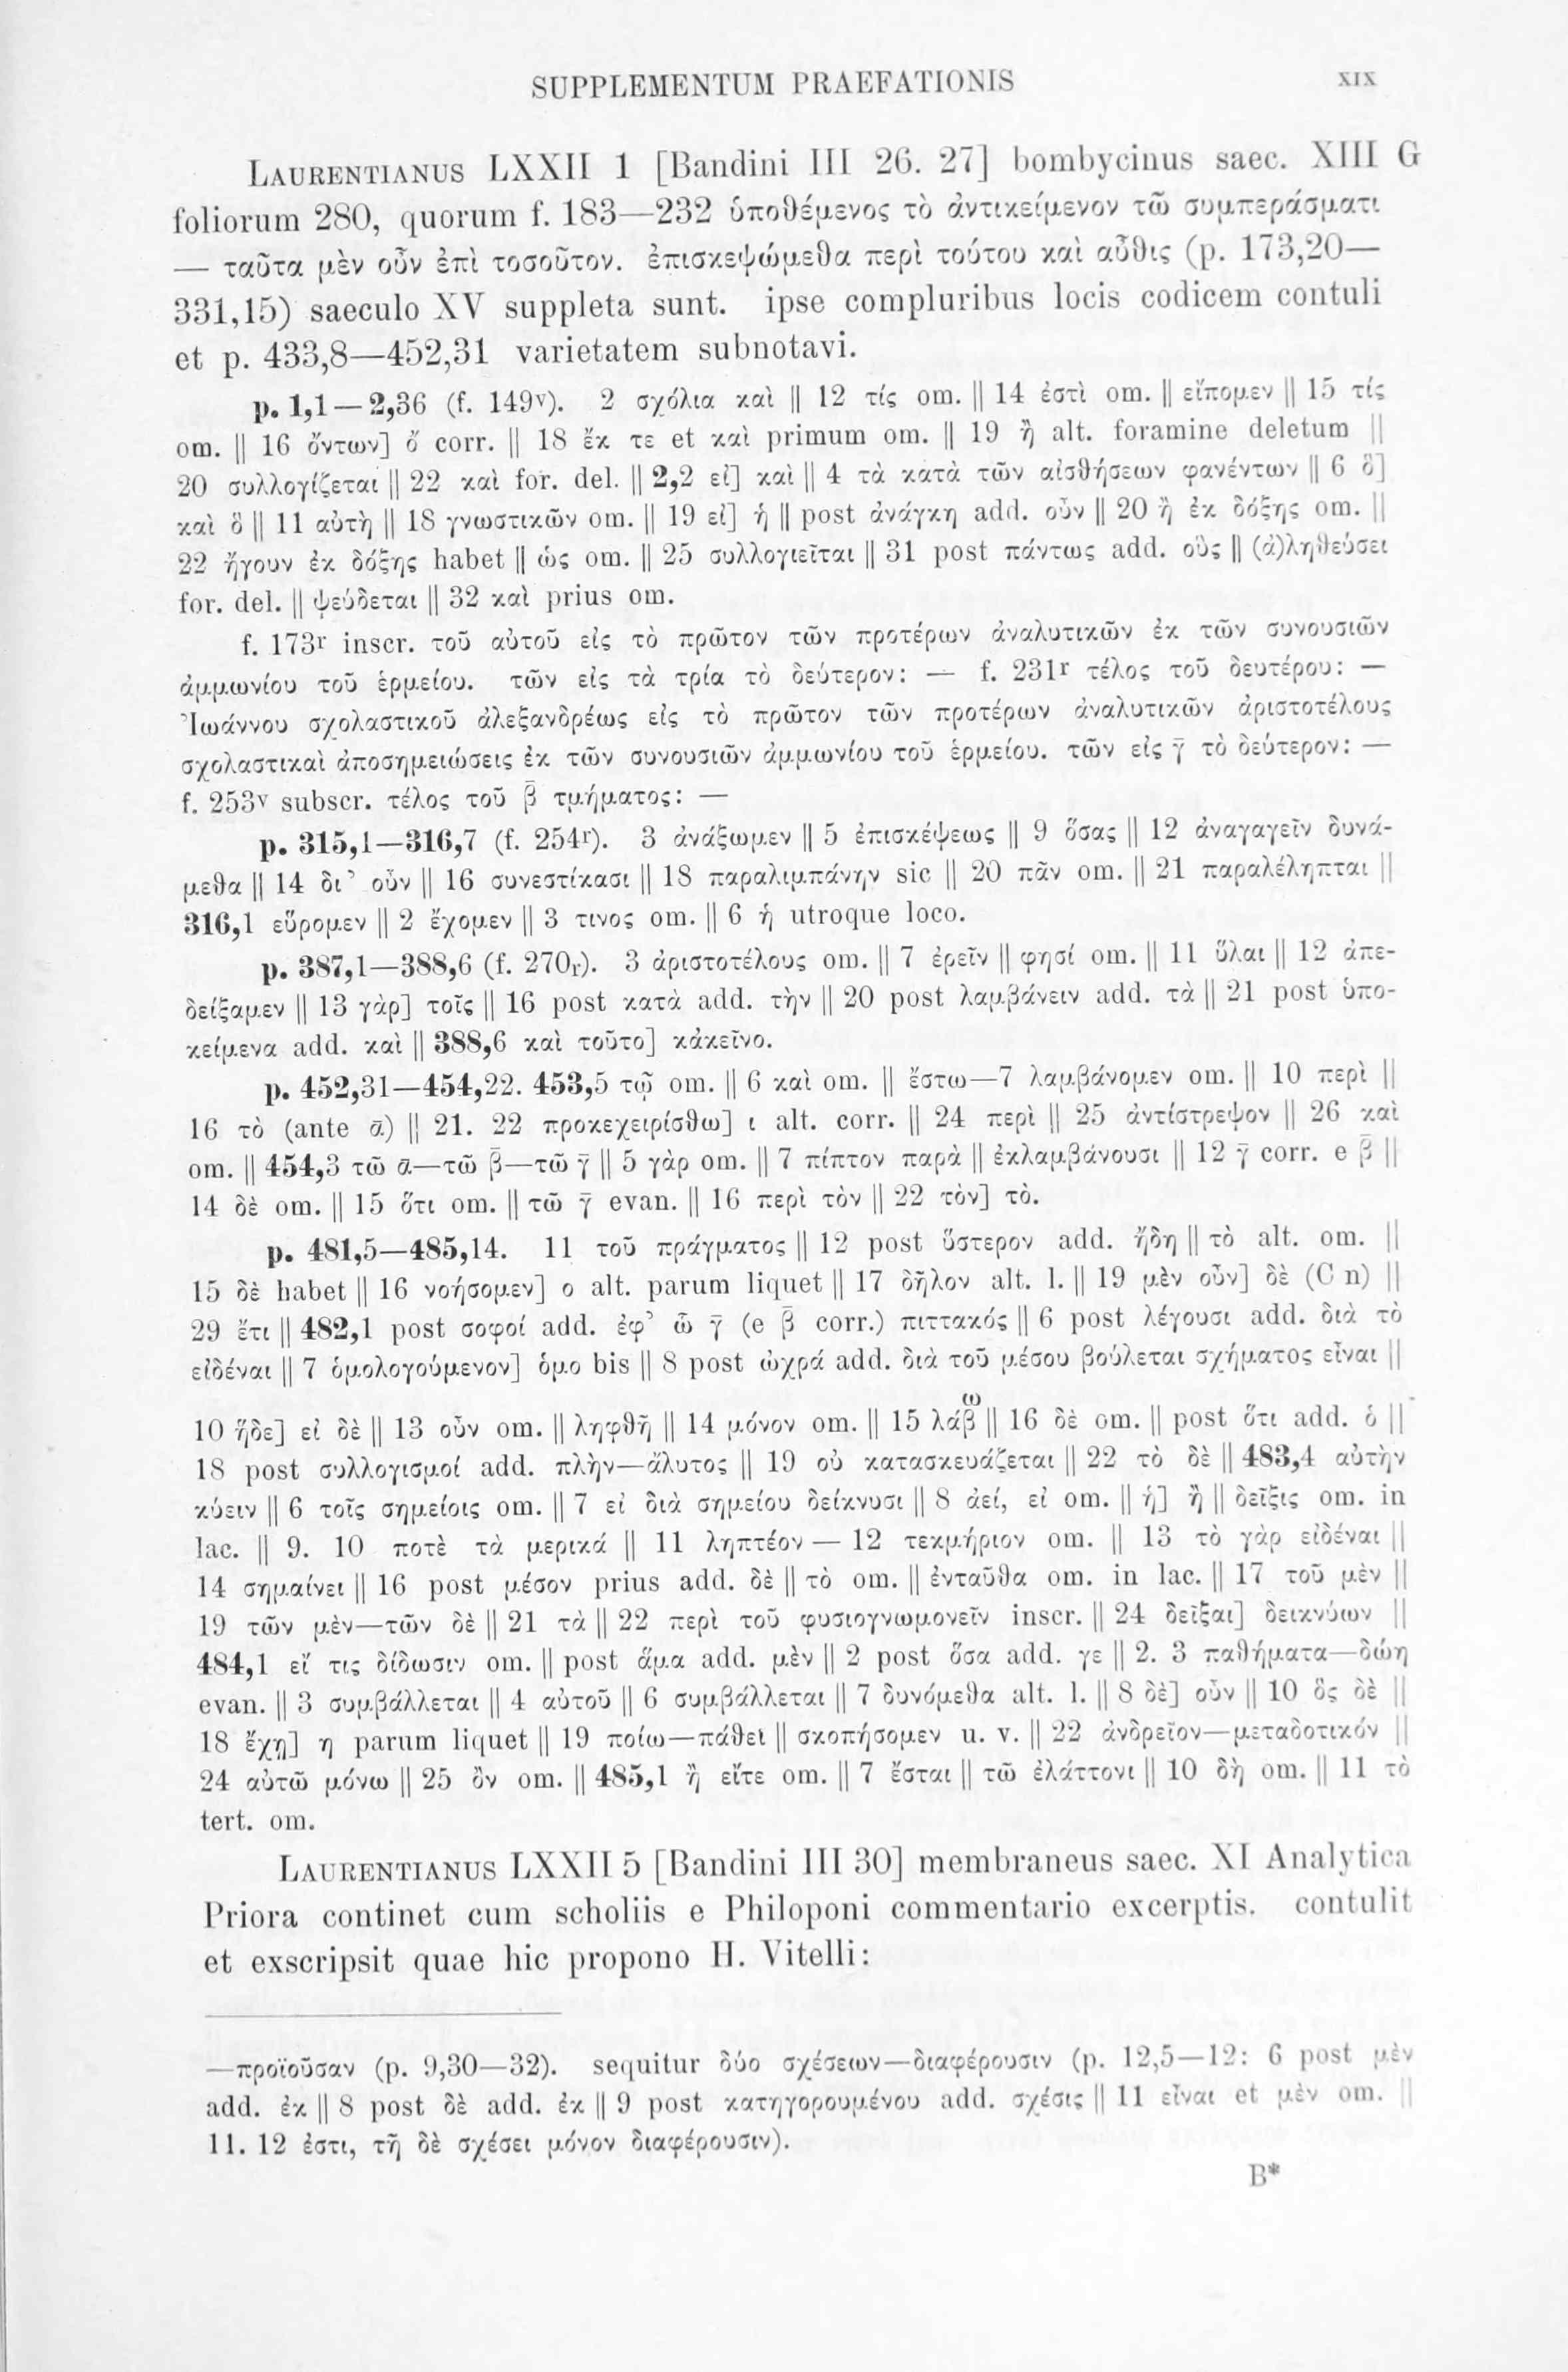 SUPPLEMENTUM PRAEFATIONIS XIX
LAURENTIANUS LXXII 1 [Bandini III 26. 27] bombycinus saec. XIII G
foliorum 280, quorum f. 183—232 ὑποθέμενος τὸ ἀντικείμενον τῶ συμπεράσματι
— ταῦτα μὲν οὖν ἐπὶ τοσοῦτον. ἐπισκεψώμεθα περὶ τούτου καὶ αὖθις (p. 173,20—
331,15) saeculo XV suppleta sunt. ipse compluribus locis codicem contuli
et p. 433,8—452,31 varietatem subnotavi.
p. 1,1—2,36 (f. 149v). 2 σχόλια καὶ || 12 τίς om. || 14 ἐστὶ om. || εἴπομεν || 15 τίς
om. || 16 ὄντων] ὄ corr. || 18 ἔκ τε et καὶ primum om. || 19 ἢ alt. foramine deletum ||
20 συλλογίζεται || 22 καὶ for. del. || 2,2 εἰ] καὶ || 4 τὰ κατὰ τῶν αἰσθήσεων φανέντων || 6 ὃ]
καὶ ὃ || 11 αὐτὴ || 18 γνωστικῶν om. || 19 εἰ] ἡ || post ἀνάγκη add. οὖν || 20 ἢ ἐκ δόξης om. ||
22 ἤγουν ἐκ δόξης habet || ὡς om. || 25 συλλογιεῖται || 31 post πάντως add. οὓς || (ἀ)ληθεύσει
for. del. || ψεύδεται || 32 καὶ prius om.
f. 173r inscr. τοῦ αὐτοῦ εἰς τὸ πρῶτον τῶν προτέρων ἀναλυτικῶν ἐκ τῶν συνουσιῶν
ἀμμωνίου τοῦ ἑρμείου. τῶν εἰς τὰ τρία τὸ δεύτερον: — f. 231r τέλος τοῦ δευτέρου: —
Ἰωάννου σχολαστικοῦ ἀλεξανδρέως εἰς τὸ πρῶτον τῶν προτέρων ἀναλυτικῶν ἀριστοτέλους
σχολαστικαὶ ἀποσημειώσεις ἐκ τῶν συνουσιῶν ἀμμωνίου τοῦ ἑρμείου. τῶν εἰς γ̄ τὸ δεύτερον: —
f. 253v subscr. τέλος τοῦ β̄ τμήματος: —
p. 315,1—316,7 (f. 254r). 3 ἀνάξωμεν || 5 ἐπισκέψεως || 9 ὅσας || 12 ἀναγαγεῖν δυνά-
μεθα || 14 δι’ οὖν || 16 συνεστίκασι || 18 παραλιμπάνην sic || 20 πᾶν om. || 21 παραλέληπται ||
316,1 εὕρομεν || 2 ἔχομεν || 3 τινος om. || 6 ἡ utroque loco.
p. 387,1—388,6 (f. 270r). 3 ἀριστοτέλους om. || 7 ἐρεῖν || φησί om. || 11 ὕλαι || 12 ἀπε-
δείξαμεν || 13 γὰρ] τοῖς || 16 post κατὰ add. τὴν || 20 post λαμβάνειν add. τὰ || 21 post ὑπο-
κείμενα add. καὶ || 388,6 καὶ τοῦτο] κἀκεῖνο.
p. 452,31—454,22. 453,5 τῷ om. || 6 καὶ om. || ἔστω—7 λαμβάνομεν om. || 10 περὶ ||
16 τὸ (ante ᾱ) || 21. 22 προκεχειρίσθω] ι alt. corr. || 24 περὶ || 25 ἀντίστρεψον || 26 καὶ
om. || 454,3 τῶ ᾱ—τῶ β̄—τῶ γ̄ || 5 γὰρ om. || 7 πίπτον παρὰ || ἐκλαμβάνουσι || 12 γ̄ corr. e β̄ ||
14 δὲ om. || 15 ὅτι om. || τῶ γ̄ evan. || 16 περὶ τὸν || 22 τὸν] τὸ.
p. 481,5—485,14. 11 τοῦ πράγματος || 12 post ὕστερον add. ἤδη || τὸ alt. om. ||
15 δὲ habet || 16 νοήσομεν] ο alt. parum liquet || 17 δῆλον alt. l. || 19 μὲν οὖν] δὲ (C n) ||
29 ἔτι || 482,1 post σοφοί add. ἐφ’ ὧ γ̄ (e β̄ corr.) πιττακός || 6 post λέγουσι add. διὰ τὸ
εἰδέναι || 7 ὁμολογούμενον] ὁμο bis || 8 post ὠχρά add. διὰ τοῦ μέσου βούλεται σχήματος εἶναι ||
10 ἥδε] εἰ δὲ || 13 οὖν om. || ληφθῆ || 14 μόνον om. || 15 λάβ<sup>ω</sup> || 16 δὲ om. || post ὅτι add. ὁ ||
18 post συλλογισμοί add. πλὴν—ἄλυτος || 19 οὐ κατασκευάζεται || 22 τὸ δὲ || 483,4 αὐτὴν
κύειν || 6 τοῖς σημείοις om. || 7 εἰ διὰ σημείου δείκνυσι || 8 ἀεί, εἰ om. || ἡ] ἢ || δεῖξις om. in
lac. || 9. 10 ποτὲ τὰ μερικά || 11 ληπτέον — 12 τεκμήριον om. || 13 τὸ γὰρ εἰδέναι ||
14 σημαίνει || 16 post μέσον prius add. δὲ || τὸ om. || ἐνταῦθα om. in lac. || 17 τοῦ μὲν ||
19 τῶν μὲν—τῶν δὲ || 21 τὰ || 22 περὶ τοῦ φυσιογνωμονεῖν inscr. || 24 δεῖξαι] δεικνύων ||
484,1 εἴ τις δίδωσιν om. || post ἅμα add. μὲν || 2 post ὅσα add. γε || 2. 3 παθήματα—δώη
evan. || 3 συμβάλλεται || 4 αὐτοῦ || 6 συμβάλλεται || 7 δυνόμεθα alt. l. || 8 δὲ] οὖν || 10 ὃς δὲ ||
18 ἔχῃ] η parum liquet || 19 ποίω—πάθει || σκοπήσομεν u. v. || 22 ἀνδρεῖον—μεταδοτικόν ||
24 αὐτῶ μόνω || 25 ὂν om. || 485,1 ἢ εἴτε om. || 7 ἔσται || τῶ ἐλάττονι || 10 δὴ om. || 11 τὸ
tert. om.
LAURENTIANUS LXXII 5 [Bandini III 30] membraneus saec. XI Analytica
Priora continet cum scholiis e Philoponi commentario excerptis. contulit
et exscripsit quae hic propono H. Vitelli:
—προϊοῦσαν (p. 9,30—32). sequitur δύο σχέσεων—διαφέρουσιν (p. 12,5—12: 6 post μὲν
add. ἐκ || 8 post δὲ add. ἐκ || 9 post κατηγορουμένου add. σχέσις || 11 εἶναι et μὲν om. ||
11. 12 ἐστι, τῆ δὲ σχέσει μόνον διαφέρουσιν).
B*